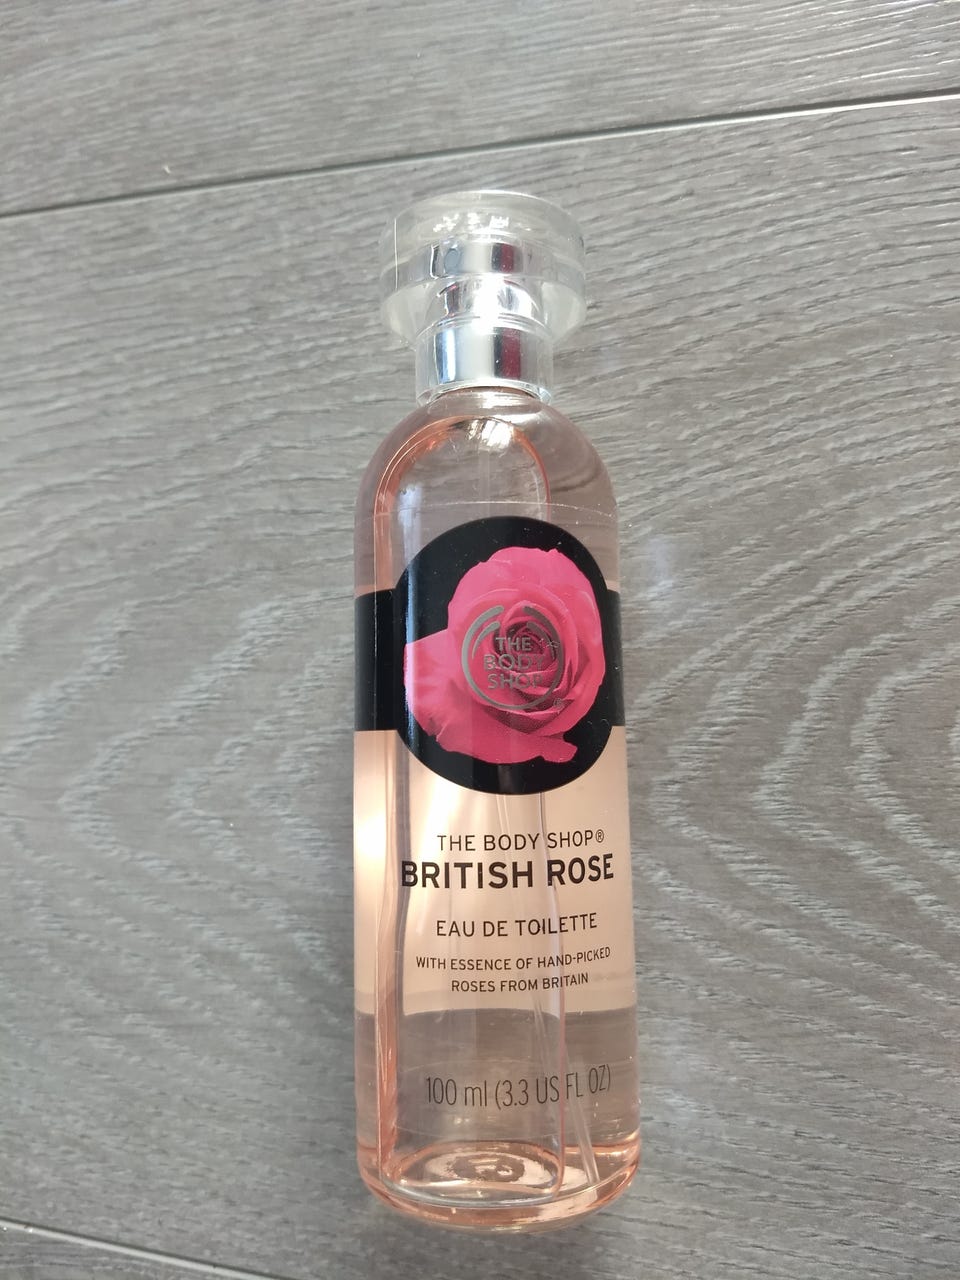 THE
BODY
SHOP
THE BODY SHOP®
BRITISH ROSE
EAU DE TOILETTE
WITH ESSENCE OF HAND-PICKED
ROSES FROM BRITAIN
100 ml (3.3 US FL OZ)